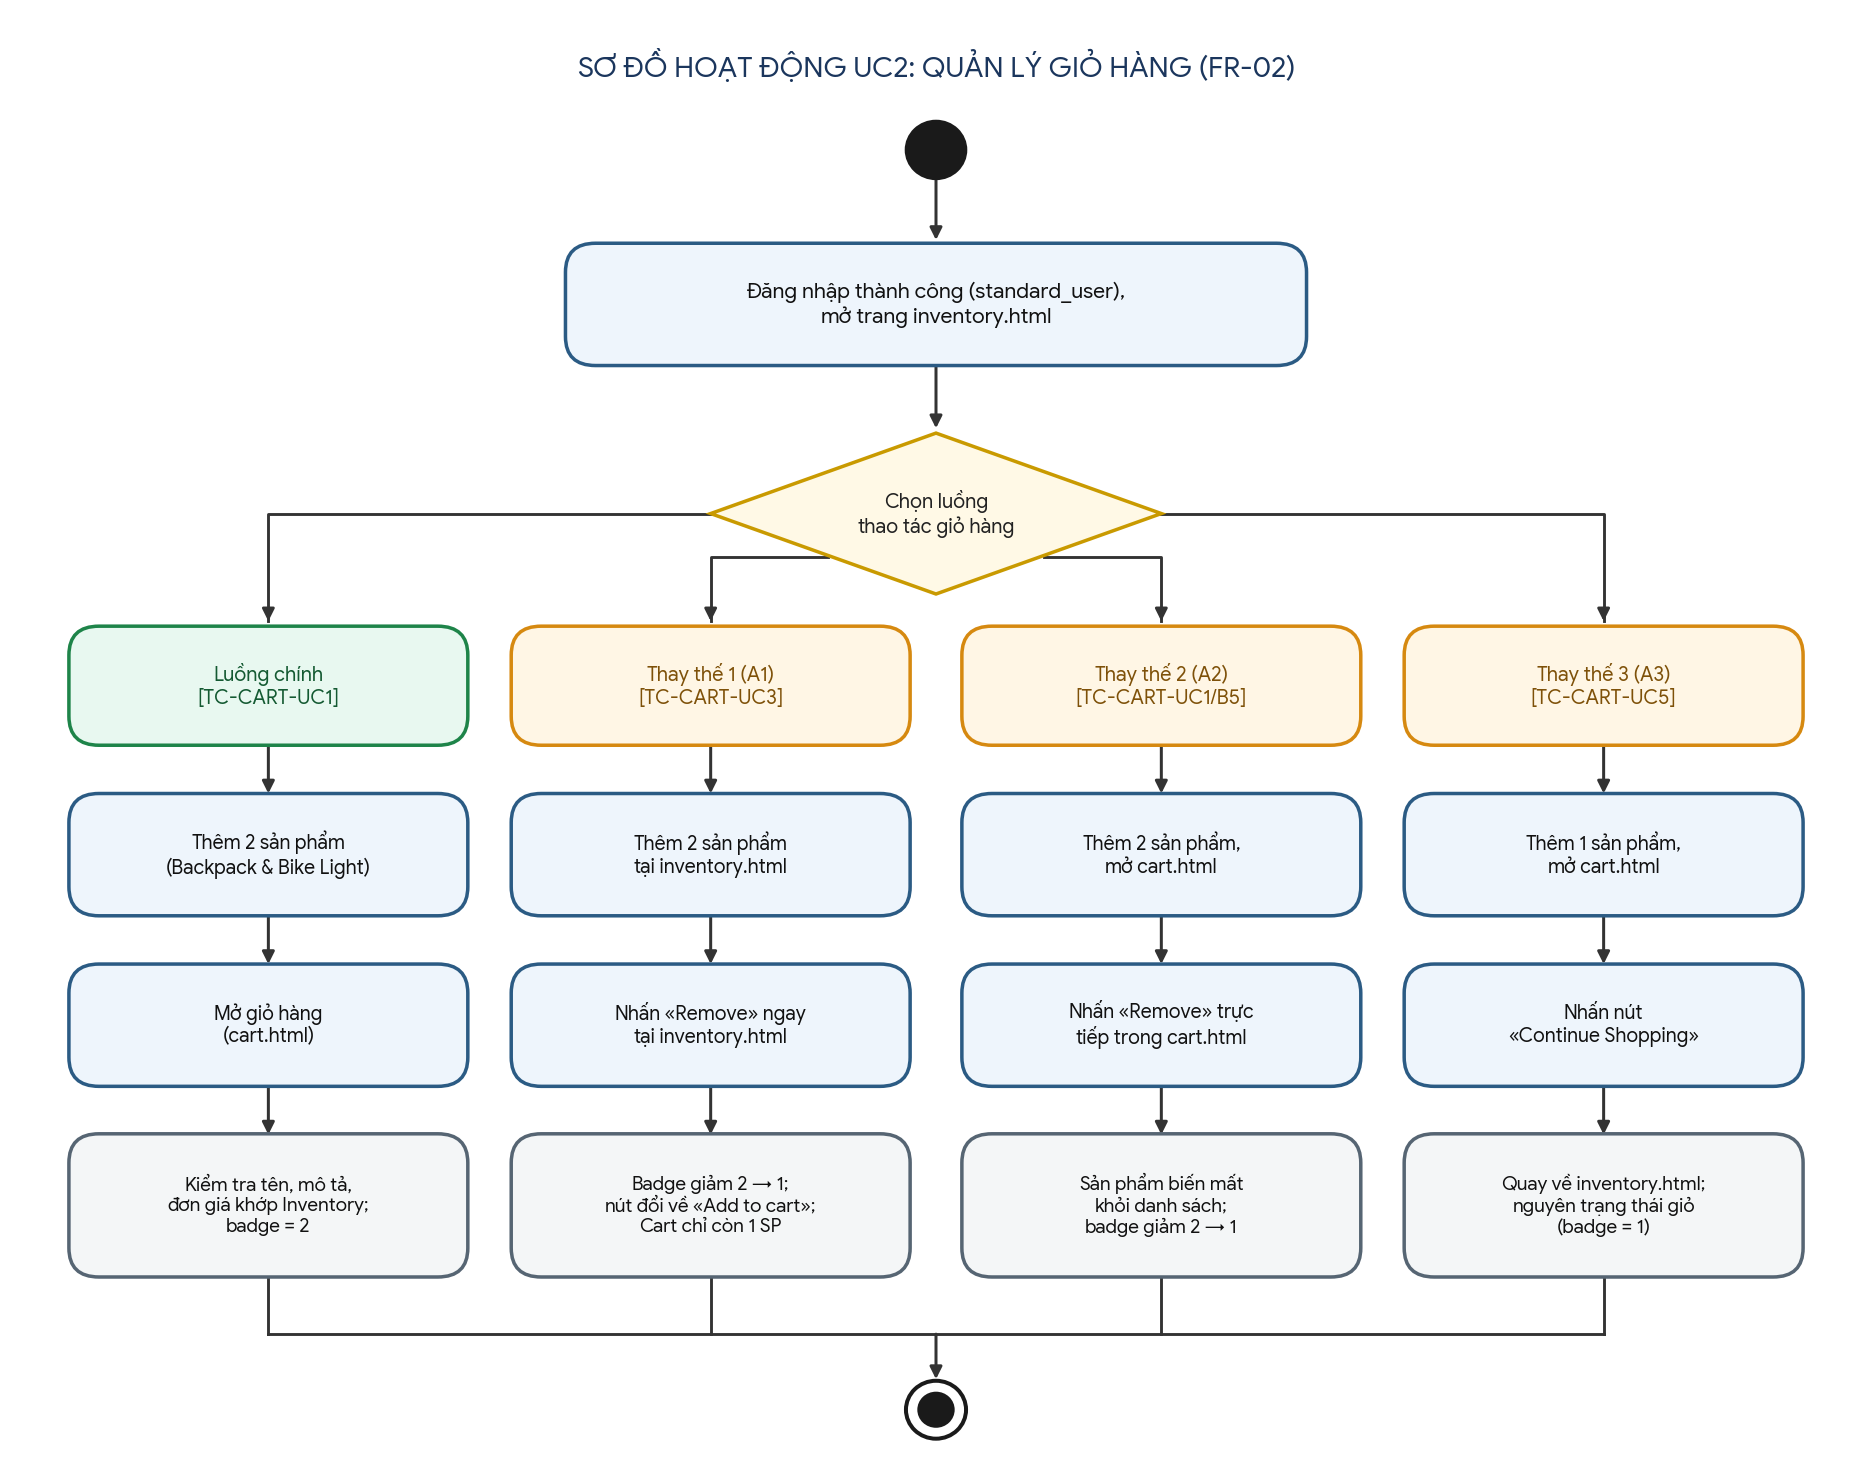 SƠ ĐỒ HOẠT ĐỘNG UC2: QUẢN LÝ GIỎ HÀNG (FR-02)
Đăng nhập thành công (standard_user),
mở trang inventory.html
Chọn luồng
thao tác giỏ hàng
Luồng chính
[TC-CART-UC1]
Thay thế 1 (A1)
[TC-CART-UC3]
Thay thế 2 (A2)
[TC-CART-UC1/B5]
Thay thế 3 (A3)
[TC-CART-UC5]
Thêm 2 sản phẩm
(Backpack & Bike Light)
Thêm 2 sản phẩm
tại inventory.html
Thêm 2 sản phẩm,
mở cart.html
Thêm 1 sản phẩm,
mở cart.html
Mở giỏ hàng
(cart.html)
Nhấn «Remove» ngay
tại inventory.html
Nhấn «Remove» trực
tiếp trong cart.html
Nhấn nút
«Continue Shopping»
Kiểm tra tên, mô tả,
đơn giá khớp Inventory;
badge = 2
Badge giảm 2 → 1;
nút đổi về «Add to cart»;
Cart chỉ còn 1 SP
Sản phẩm biến mất
khỏi danh sách;
badge giảm 2 → 1
Quay về inventory.html;
nguyên trạng thái giỏ
(badge = 1)